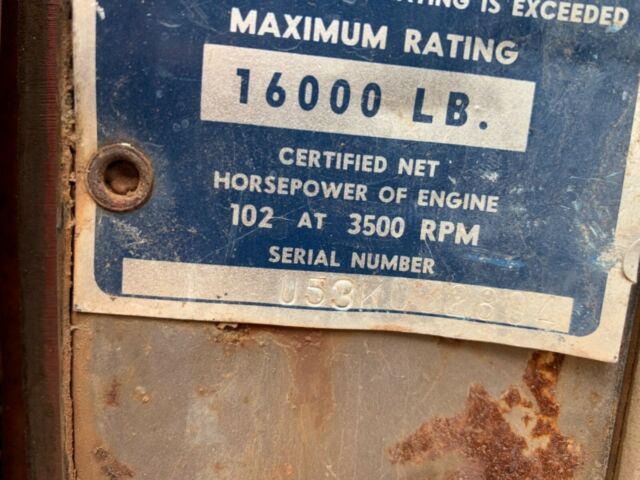 IS EXCEEDED
MAXIMUM RATING
16000 LB.
CERTIFIED NET
HORSEPOWER OF ENGINE
102 AT 3500 RPM
SERIAL NUMBER